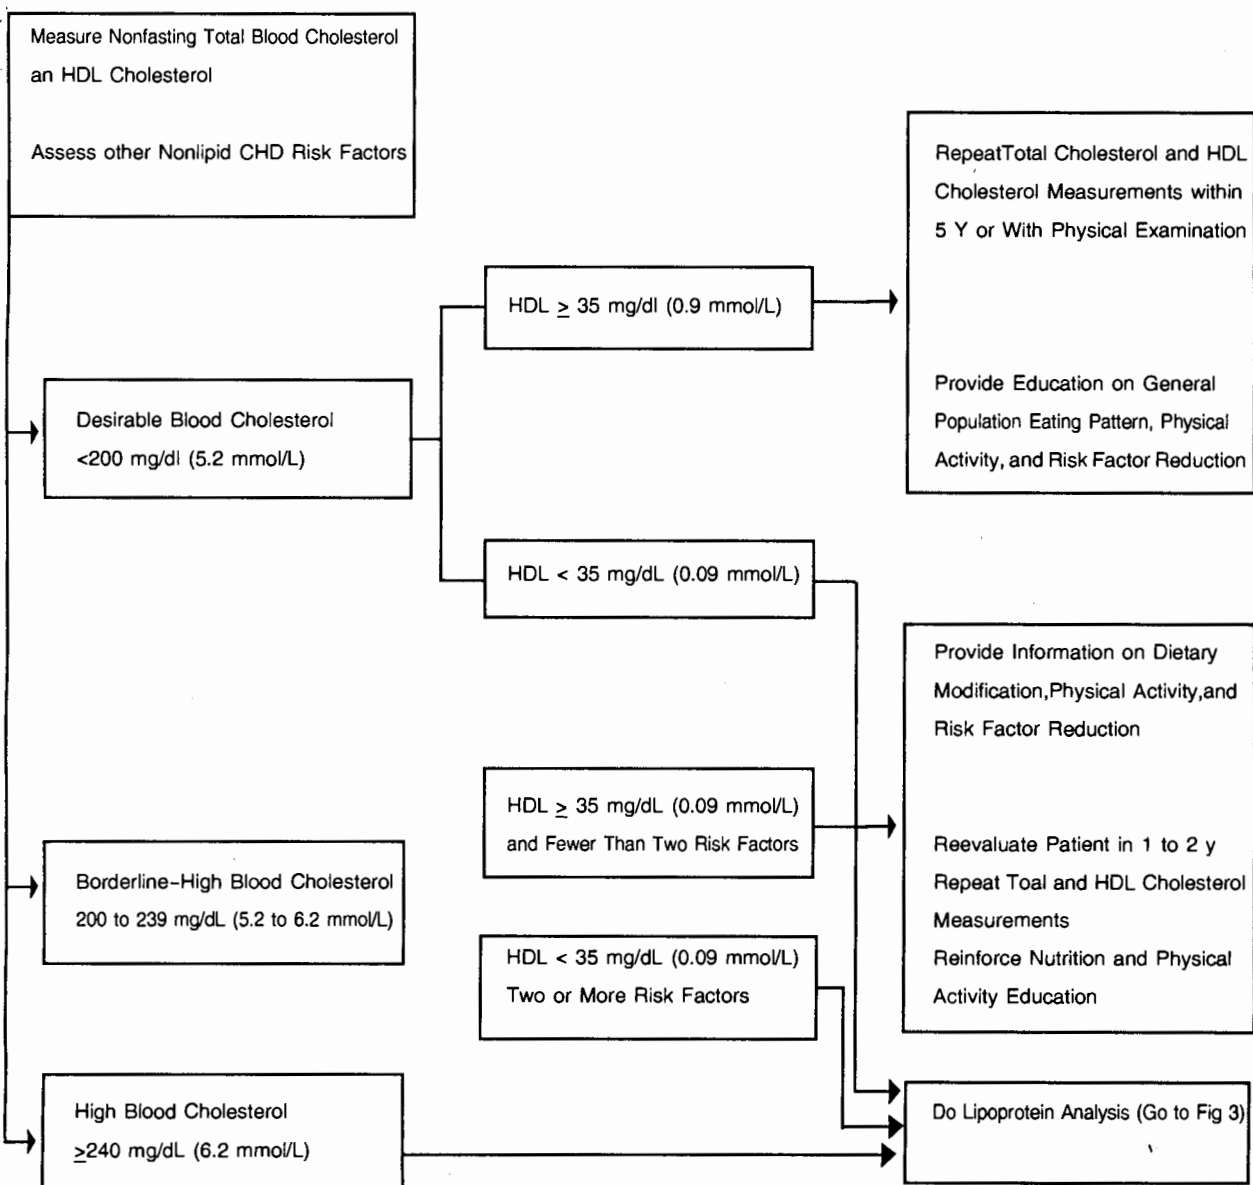 Measure Nonfasting Total Blood Cholesterol
an HDL Cholesterol
Assess other Nonlipid CHD Risk Factors
RepeatTotal Cholesterol and HDL
Cholesterol Measurements within
5 Y or With Physical Examination
Provide Education on General
Population Eating Pattern, Physical
Activity, and Risk Factor Reduction
HDL ≥ 35 mg/dl (0.9 mmol/L)
Desirable Blood Cholesterol
<200 mg/dl (5.2 mmol/L)
HDL < 35 mg/dL (0.09 mmol/L)
Provide Information on Dietary
Modification,Physical Activity,and
Risk Factor Reduction
Reevaluate Patient in 1 to 2 y
Repeat Toal and HDL Cholesterol
Measurements
Reinforce Nutrition and Physical
Activity Education
HDL ≥ 35 mg/dL (0.09 mmol/L)
and Fewer Than Two Risk Factors
Borderline-High Blood Cholesterol
200 to 239 mg/dL (5.2 to 6.2 mmol/L)
HDL < 35 mg/dL (0.09 mmol/L)
Two or More Risk Factors
High Blood Cholesterol
≥240 mg/dL (6.2 mmol/L)
Do Lipoprotein Analysis (Go to Fig 3)